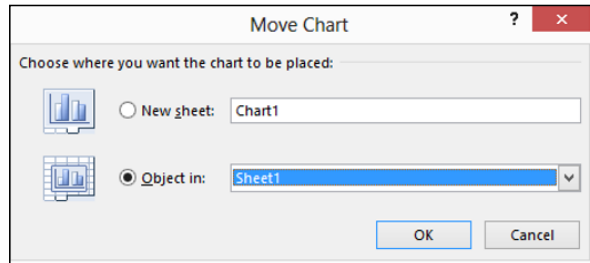 Move Chart
?
×
Choose where you want the chart to be placed:
New sheet:
Chart1
Object in:
Sheet1
OK
Cancel